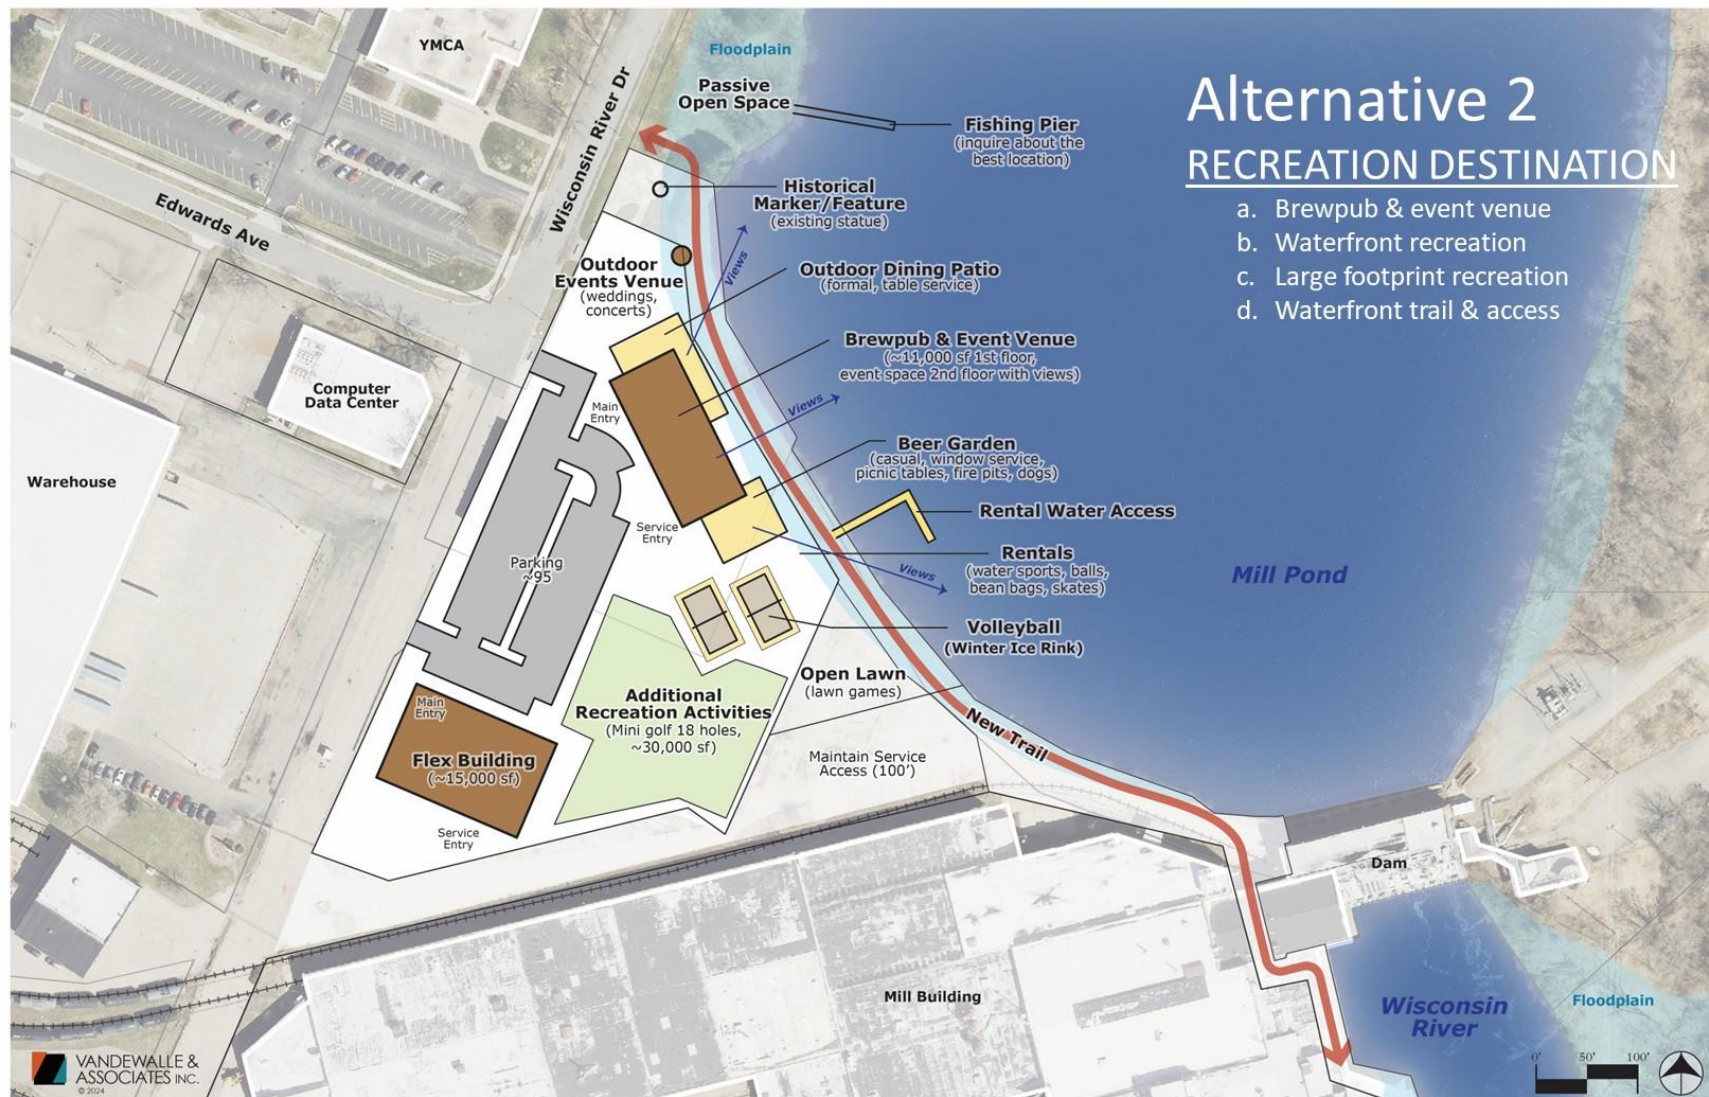 Alternative 2
RECREATION DESTINATION
a. Brewpub & event venue
b. Waterfront recreation
c. Large footprint recreation
d. Waterfront trail & access
YMCA
Floodplain
Wisconsin River Dr
Passive
Open Space
Fishing Pier
(inquire about the
best location)
Edwards Ave
Historical
Marker/Feature
(existing statue)
Views
Outdoor
Events Venue
(weddings,
concerts)
Outdoor Dining Patio
(formal, table service)
Brewpub & Event Venue
(~11,000 sf 1st floor,
event space 2nd floor with views)
Computer
Data Center
Main
Entry
Views
Beer Garden
(casual, window service,
picnic tables, fire pits, dogs)
Warehouse
Rental Water Access
Service
Entry
Parking
~95
Views
Rentals
(water sports, balls,
bean bags, skates)
Mill Pond
Volleyball
(Winter Ice Rink)
Open Lawn
(lawn games)
Additional
Recreation Activities
(Mini golf 18 holes,
~30,000 sf)
Main
Entry
Flex Building
(~15,000 sf)
New Trail
Maintain Service
Access (100')
Service
Entry
Dam
Mill Building
Wisconsin
River
Floodplain
VANDEWALLE &
ASSOCIATES INC.
© 2024
0' 50' 100'